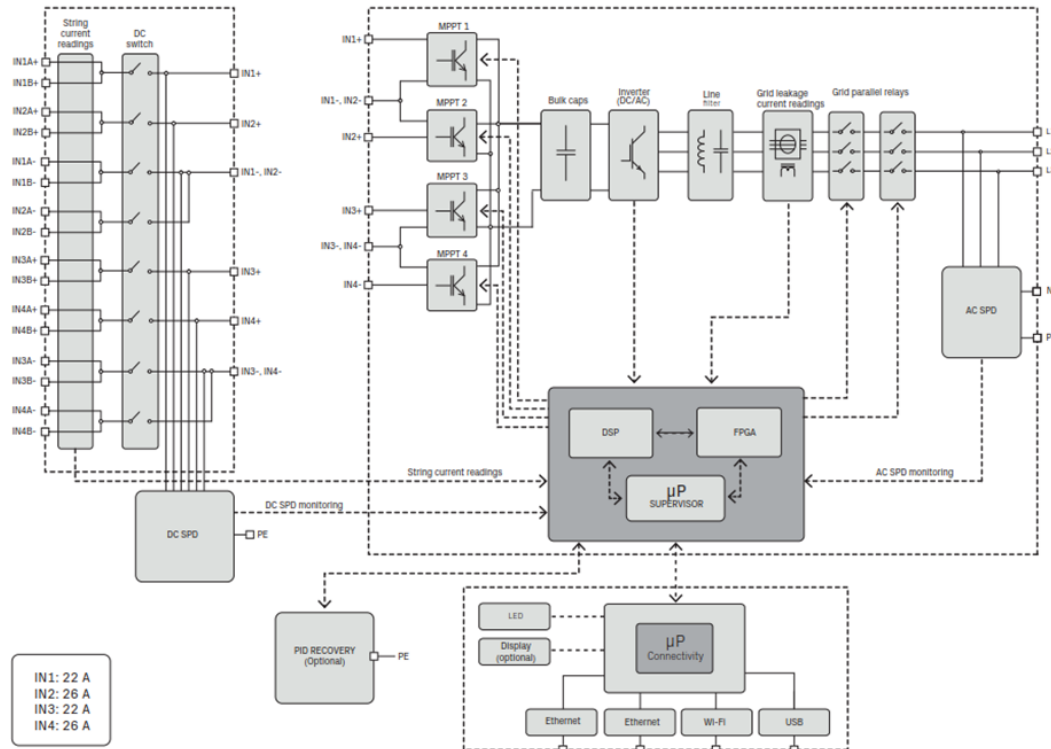 String
current
readings
DC
switch
IN1A+
IN1B+
IN2A+
IN2B+
IN1A-
IN1B-
IN2A-
IN2B-
IN3A+
IN3B+
IN4A+
IN4B+
IN3A-
IN3B-
IN4A-
IN4B-
IN1+
IN2+
IN1-, IN2-
IN3+
IN4+
IN3-, IN4-
DC SPD
PE
DC SPD monitoring
String current readings
IN1+
IN1-, IN2-
IN2+
IN3+
IN3-, IN4-
IN4-
MPPT 1
MPPT 2
MPPT 3
MPPT 4
Bulk caps
Inverter
(DC/AC)
Line
filter
Grid leakage
current readings
Grid parallel relays
L
L
L
N
P
AC SPD
AC SPD monitoring
DSP
FPGA
µP
SUPERVISOR
PID RECOVERY
(Optional)
PE
LED
Display
(optional)
µP
Connectivity
Ethernet
Ethernet
Wi-Fi
USB
IN1: 22 A
IN2: 26 A
IN3: 22 A
IN4: 26 A